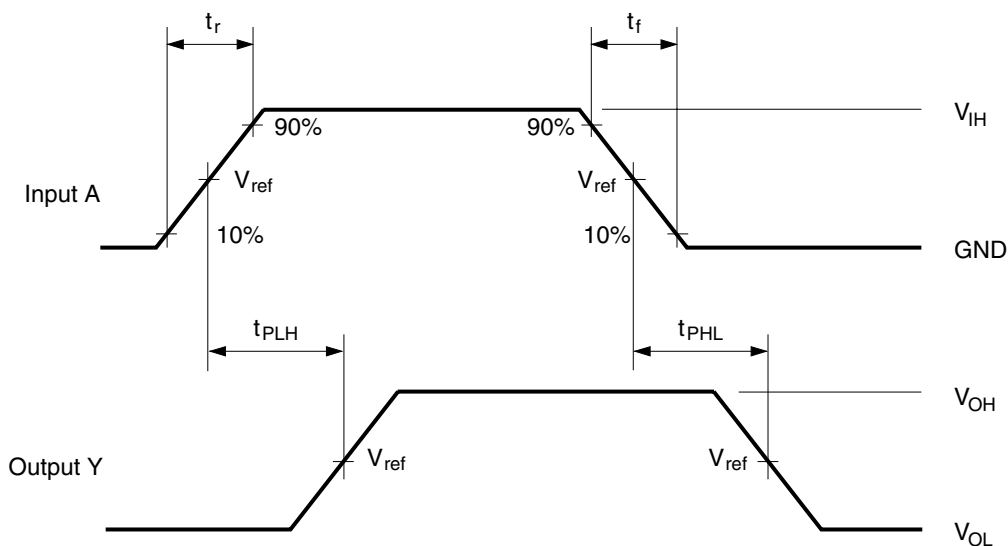 t_r t_f
V_IH
90% 90%
Input A V_ref V_ref
10% 10%
GND
t_PLH t_PHL
V_OH
Output Y V_ref V_ref
V_OL